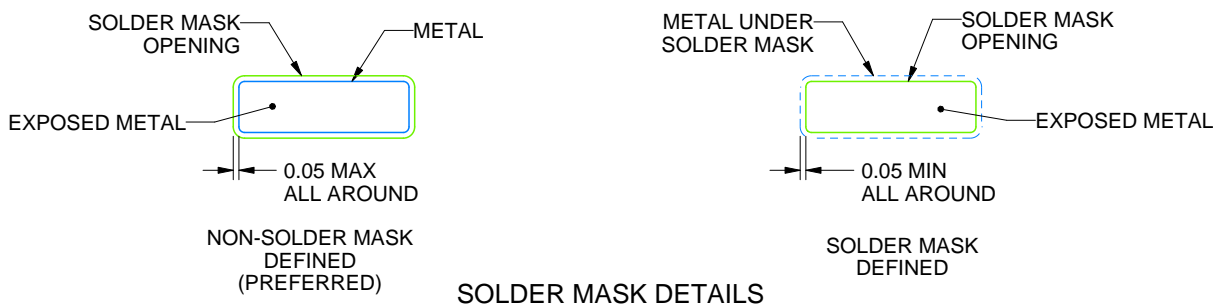 SOLDER MASK
OPENING
METAL
EXPOSED METAL
0.05 MAX
ALL AROUND
NON-SOLDER MASK
DEFINED
(PREFERRED)
METAL UNDER
SOLDER MASK
SOLDER MASK
OPENING
EXPOSED METAL
0.05 MIN
ALL AROUND
SOLDER MASK
DEFINED
SOLDER MASK DETAILS